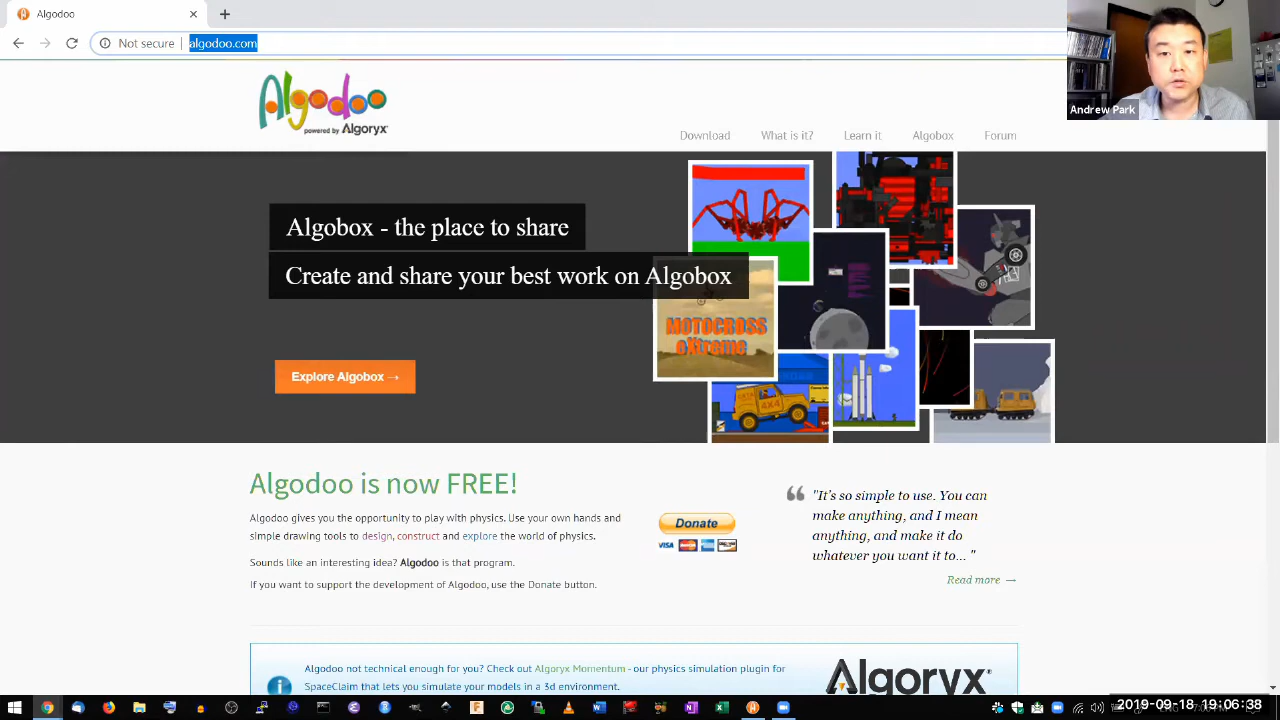 Algodoo
Not secure
algodoo.com
Andrew Park
Algodoo
powered by Algoryx
Download
What is it?
Learn it
Algobox
Forum
Algobox - the place to share
Create and share your best work on Algobox
MOTOCROSS
eXtreme
4X4
Explore Algobox →
Algodoo is now FREE!
Algodoo gives you the opportunity to play with physics. Use your own hands and
simple drawing tools to design, construct and explore the world of physics.
Sounds like an interesting idea? Algodoo is that program.
If you want to support the development of Algodoo, use the Donate button.
Donate
VISA
"It's so simple to use. You can
make anything, and I mean
anything, and make it do
whatever you want it to... "
Read more →
Algodoo not technical enough for you? Check out Algoryx Momentum - our physics simulation plugin for
SpaceClaim that lets you simulate your models in a 3d environment.
Algoryx
2019-09-18 19:06:38